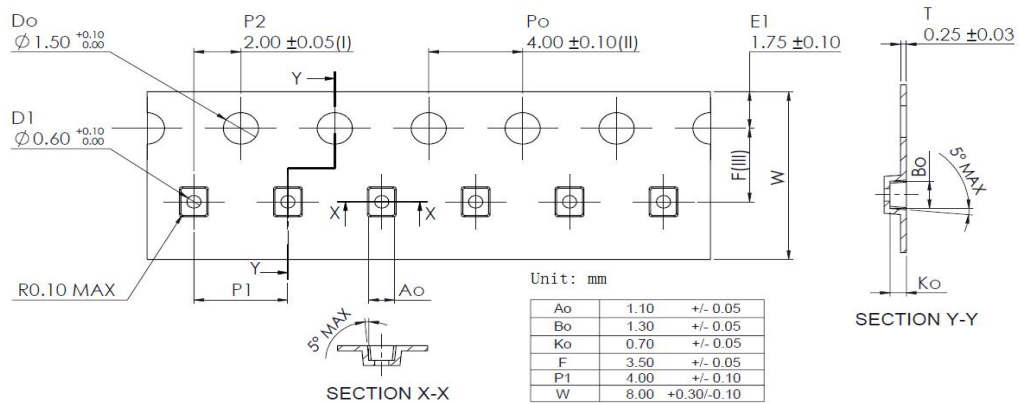 Do
Ø 1.50 +0.10 0.00
P2
2.00 ±0.05(I)
Po
4.00 ±0.10(II)
E1
1.75 ±0.10
T
0.25 ±0.03
Y
D1
Ø 0.60 +0.10 0.00
F(III)
W
Bo
5° MAX
X
X
Y
R0.10 MAX
P1
Ao
Ko
5° MAX
SECTION X-X
SECTION Y-Y
Unit: mm
Ao 1.10 +/- 0.05
Bo 1.30 +/- 0.05
Ko 0.70 +/- 0.05
F 3.50 +/- 0.05
P1 4.00 +/- 0.10
W 8.00 +0.30/-0.10